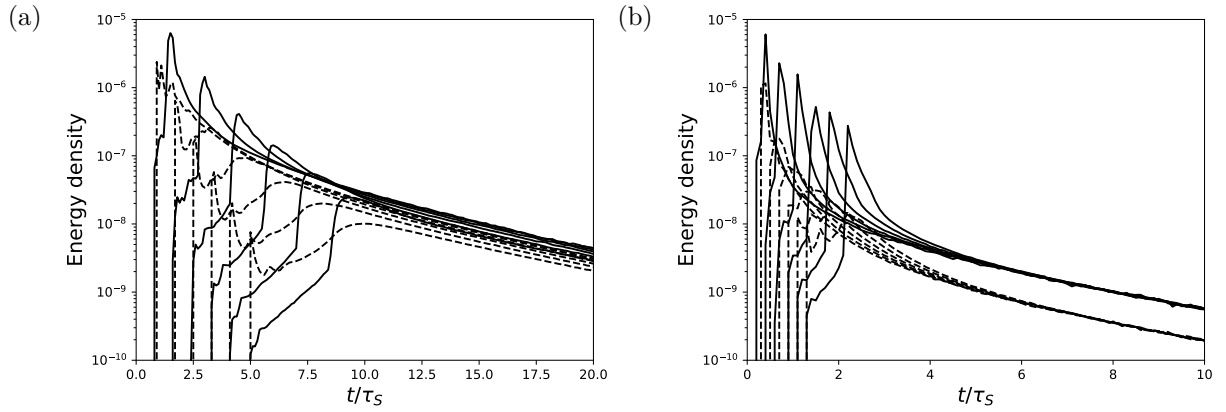 (a)
Energy density
10⁻⁵
10⁻⁶
10⁻⁷
10⁻⁸
10⁻⁹
10⁻¹⁰
0.0 2.5 5.0 7.5 10.0 12.5 15.0 17.5 20.0
t/τS
(b)
Energy density
10⁻⁵
10⁻⁶
10⁻⁷
10⁻⁸
10⁻⁹
10⁻¹⁰
0 2 4 6 8 10
t/τS